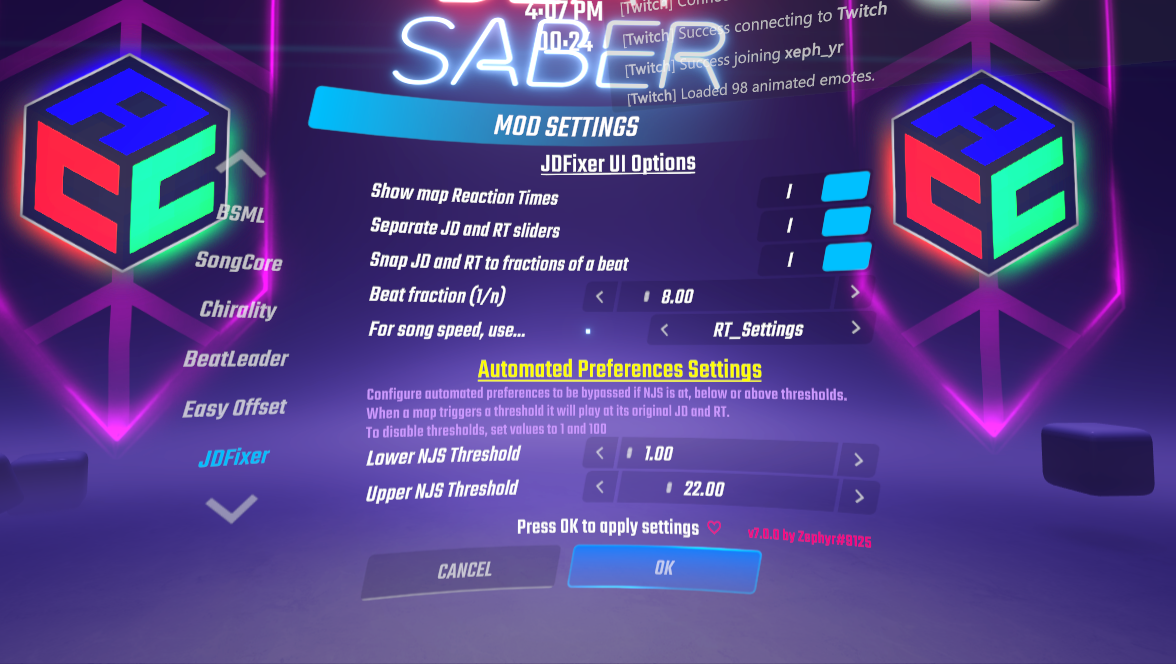 4:07 PM
00:24
[Twitch] Success connecting to Twitch
[Twitch] Success joining xeph_yr
[Twitch] Loaded 98 animated emotes.
SABER
MOD SETTINGS
JDFixer UI Options
Show map Reaction Times I
Separate JD and RT sliders I
Snap JD and RT to fractions of a beat I
Beat fraction (1/n) < 8.00 >
For song speed, use... < RT_Settings >
Automated Preferences Settings
Configure automated preferences to be bypassed if NJS is at, below or above thresholds.
When a map triggers a threshold it will play at its original JD and RT.
To disable thresholds, set values to 1 and 100
Lower NJS Threshold < 1.00 >
Upper NJS Threshold < 22.00 >
Press OK to apply settings ♡
v7.0.0 by Zephyr#6125
CANCEL
OK
BSML
SongCore
Chirality
BeatLeader
Easy Offset
JDFixer
A
C
C
A
C
C